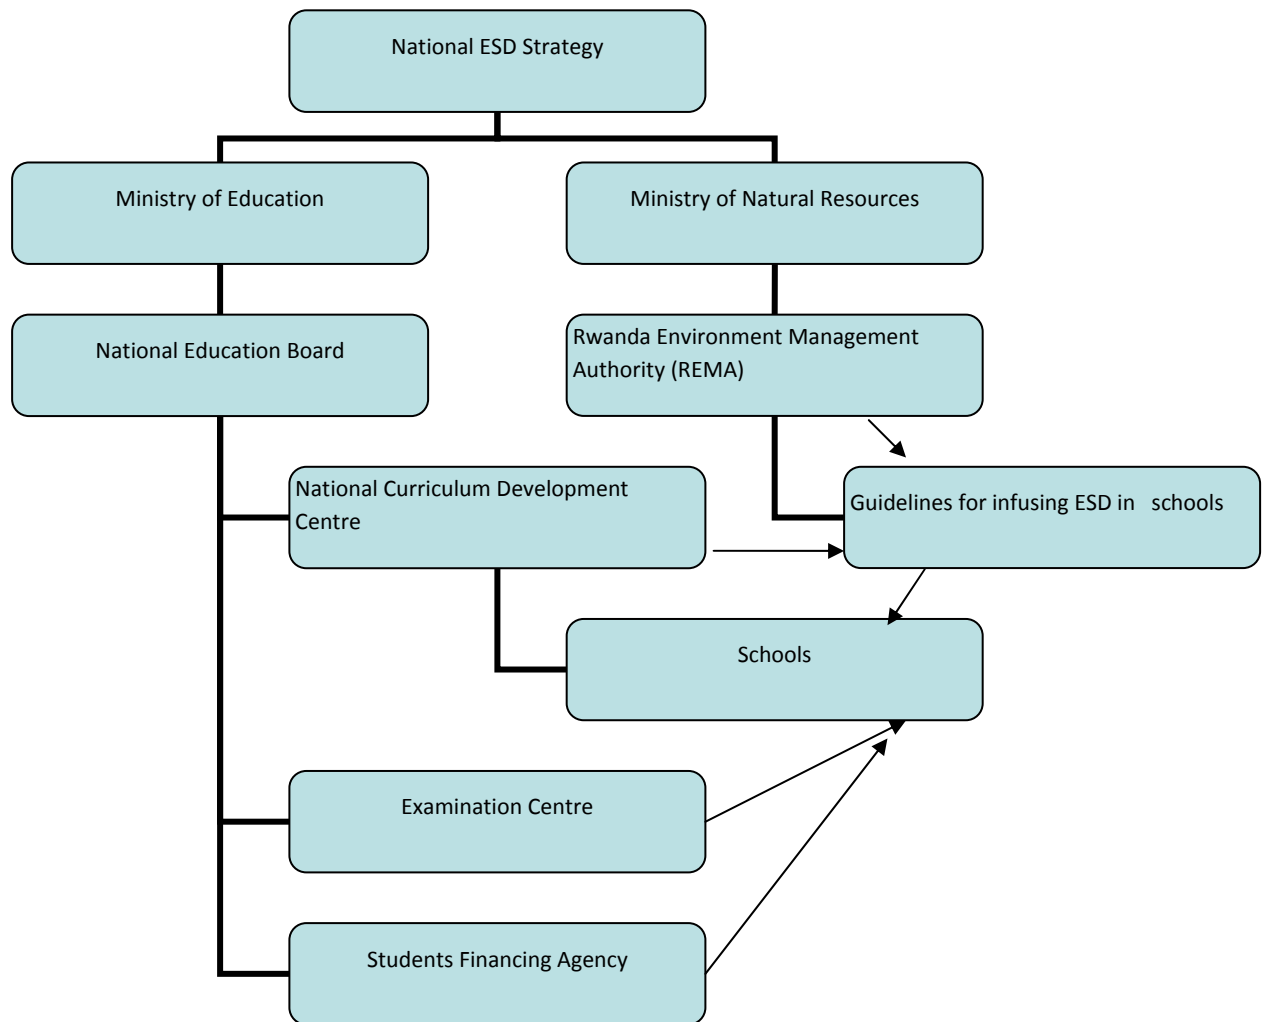 National ESD Strategy
Ministry of Education
Ministry of Natural Resources
National Education Board
Rwanda Environment Management
Authority (REMA)
National Curriculum Development
Centre
Guidelines for infusing ESD in schools
Schools
Examination Centre
Students Financing Agency